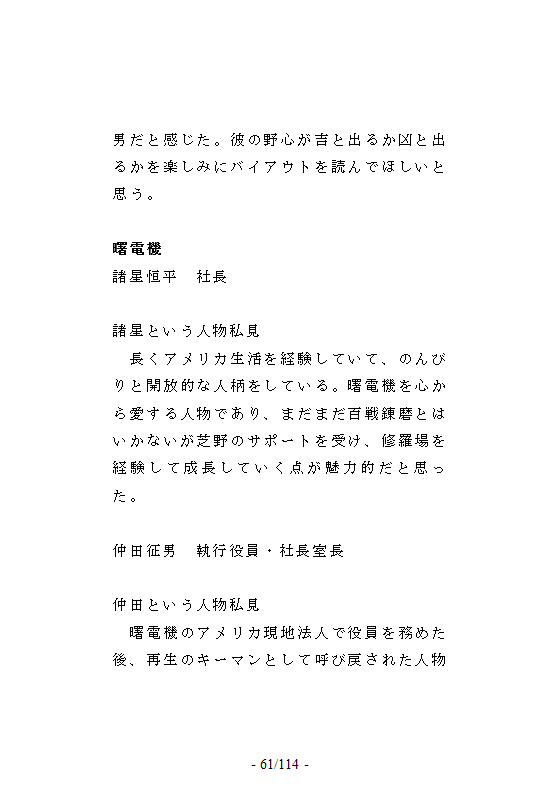 男だと感じた。彼の野心が吉と出るか凶と出
るかを楽しみにバイアウトを読んでほしいと
思う。
曙電機
諸星恒平　社長
諸星という人物私見
　長くアメリカ生活を経験していて、のんび
りと開放的な人柄をしている。曙電機を心か
ら愛する人物であり、まだまだ百戦錬磨とは
いかないが芝野のサポートを受け、修羅場を
経験して成長していく点が魅力的だと思っ
た。
仲田征男　執行役員・社長室長
仲田という人物私見
　曙電機のアメリカ現地法人で役員を務めた
後、再生のキーマンとして呼び戻された人物
- 61/114 -